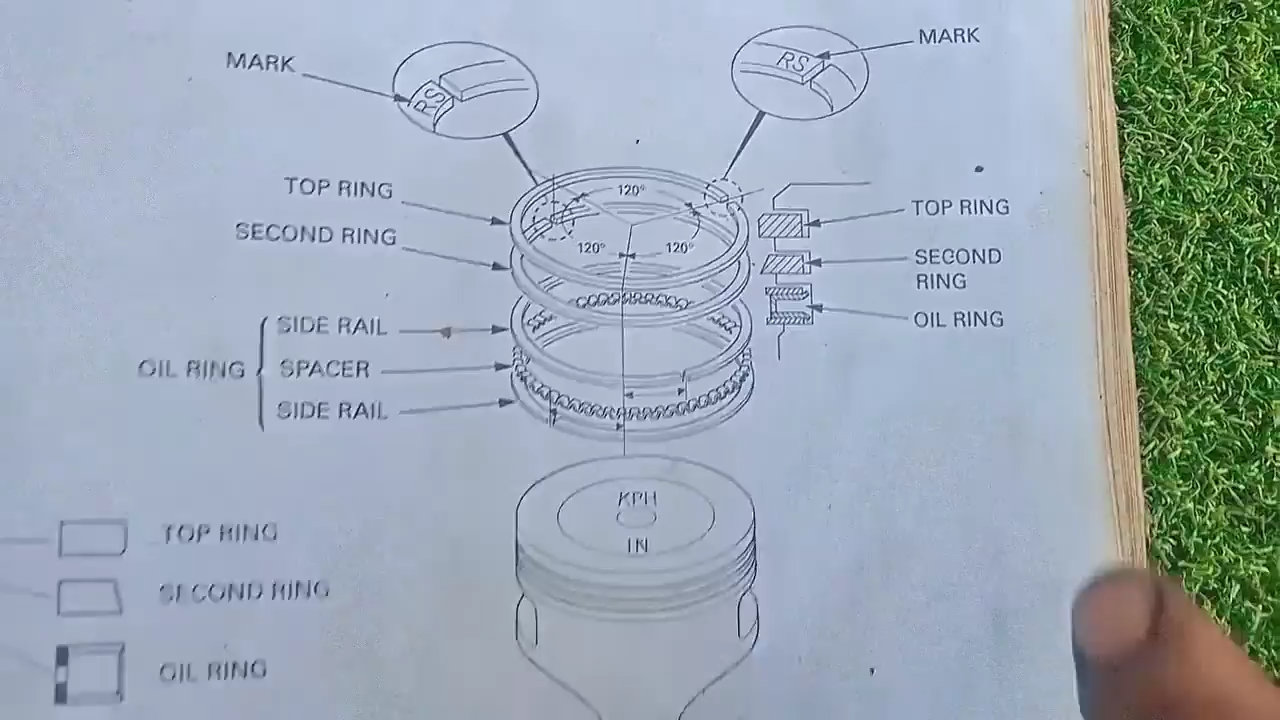 MARK
RS
RS
MARK
TOP RING
SECOND RING
120°
120°
120°
TOP RING
SECOND
RING
OIL RING
OIL RING
SIDE RAIL
SPACER
SIDE RAIL
KPH
IN
TOP RING
SECOND RING
OIL RING